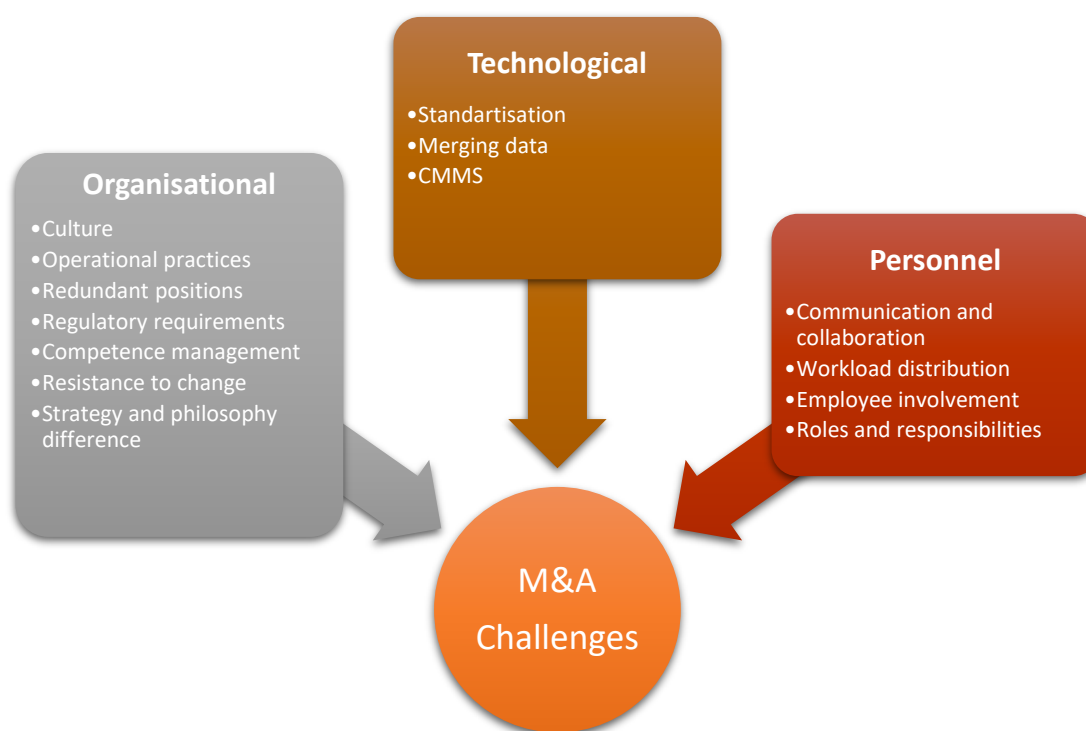 Technological
•Standartisation
•Merging data
•CMMS
Organisational
•Culture
•Operational practices
•Redundant positions
•Regulatory requirements
•Competence management
•Resistance to change
•Strategy and philosophy
difference
Personnel
•Communication and
collaboration
•Workload distribution
•Employee involvement
•Roles and responsibilities
M&A
Challenges